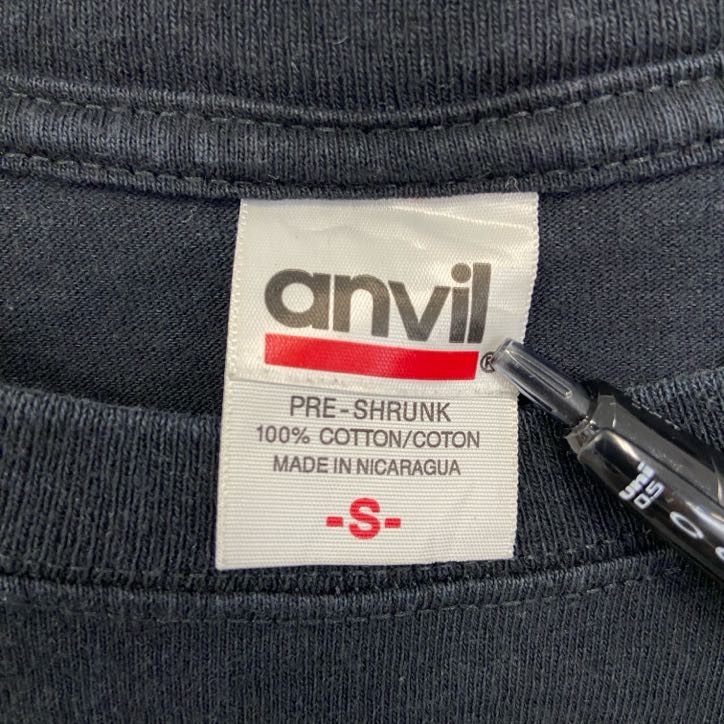 anvil
®
PRE-SHRUNK
100% COTTON/COTON
MADE IN NICARAGUA
-S-